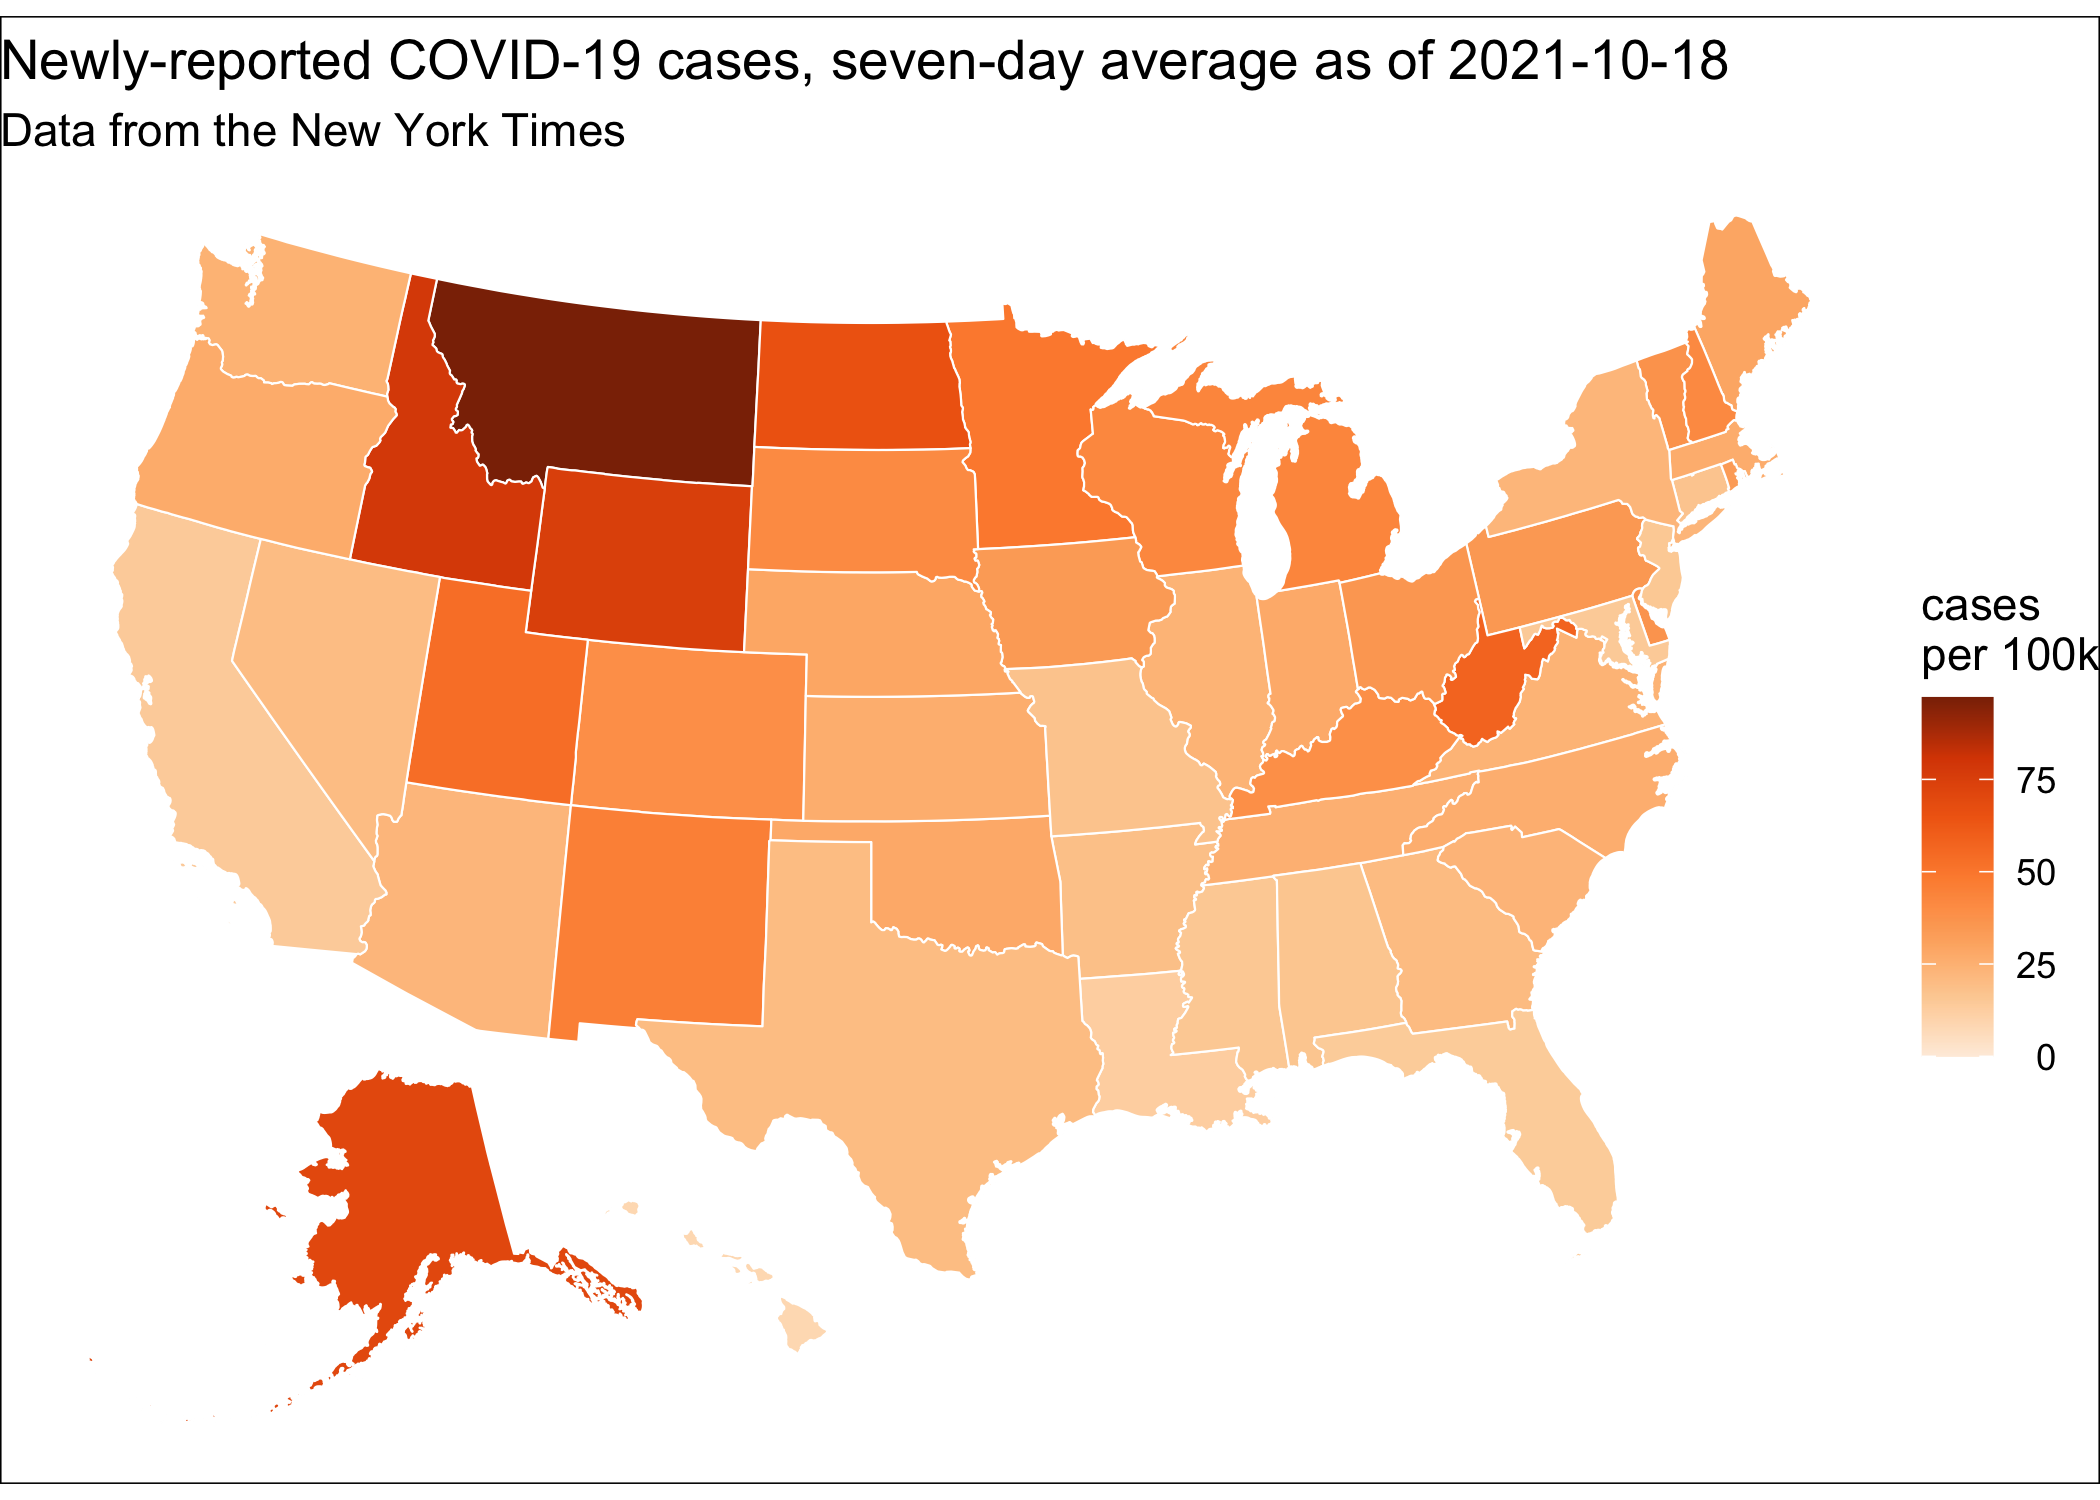 Newly-reported COVID-19 cases, seven-day average as of 2021-10-18
Data from the New York Times
cases
per 100k
75
50
25
0